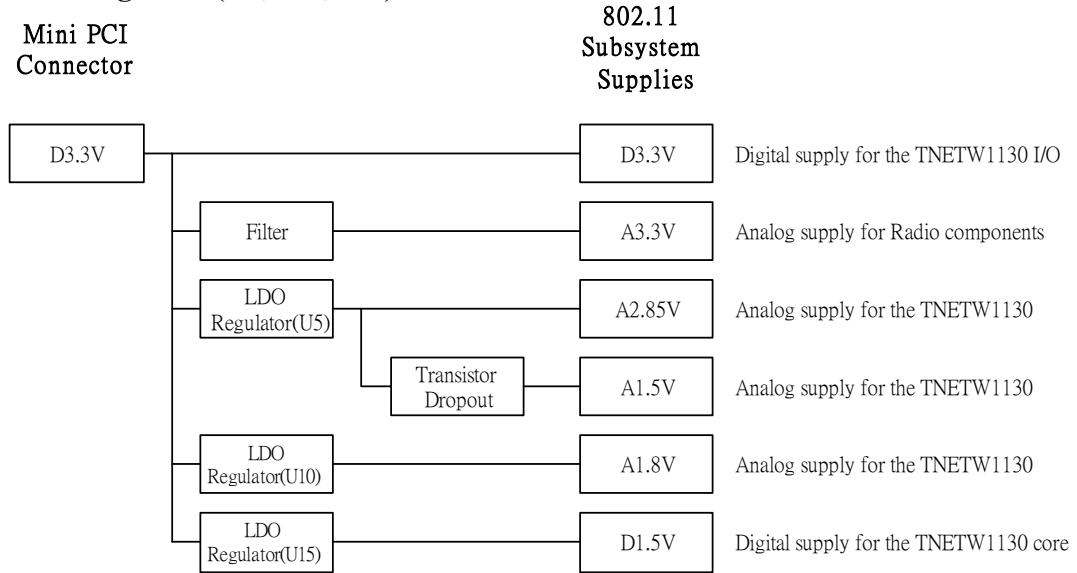 Mini PCI
Connector
802.11
Subsystem
Supplies
D3.3V
D3.3V
Digital supply for the TNETW1130 I/O
Filter
A3.3V
Analog supply for Radio components
LDO
Regulator(U5)
A2.85V
Analog supply for the TNETW1130
Transistor
Dropout
A1.5V
Analog supply for the TNETW1130
LDO
Regulator(U10)
A1.8V
Analog supply for the TNETW1130
LDO
Regulator(U15)
D1.5V
Digital supply for the TNETW1130 core